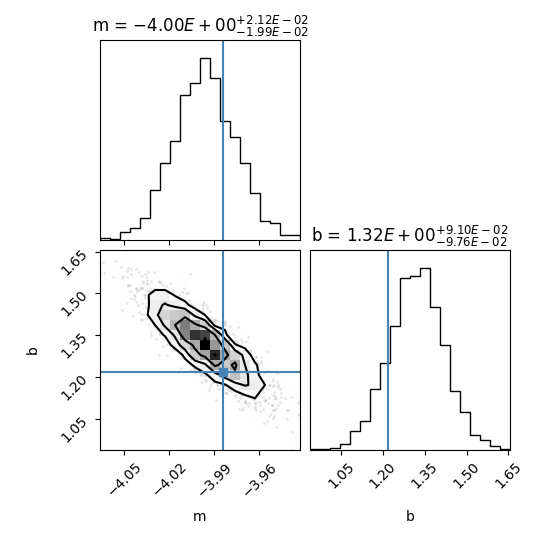 m = −4.00E + 00+2.12E − 02 −1.99E − 02
b = 1.32E + 00+9.10E − 02 −9.76E − 02
1.65
1.50
1.35
1.20
1.05
b
−4.05 −4.02 −3.99 −3.96
m
1.05 1.20 1.35 1.50 1.65
b